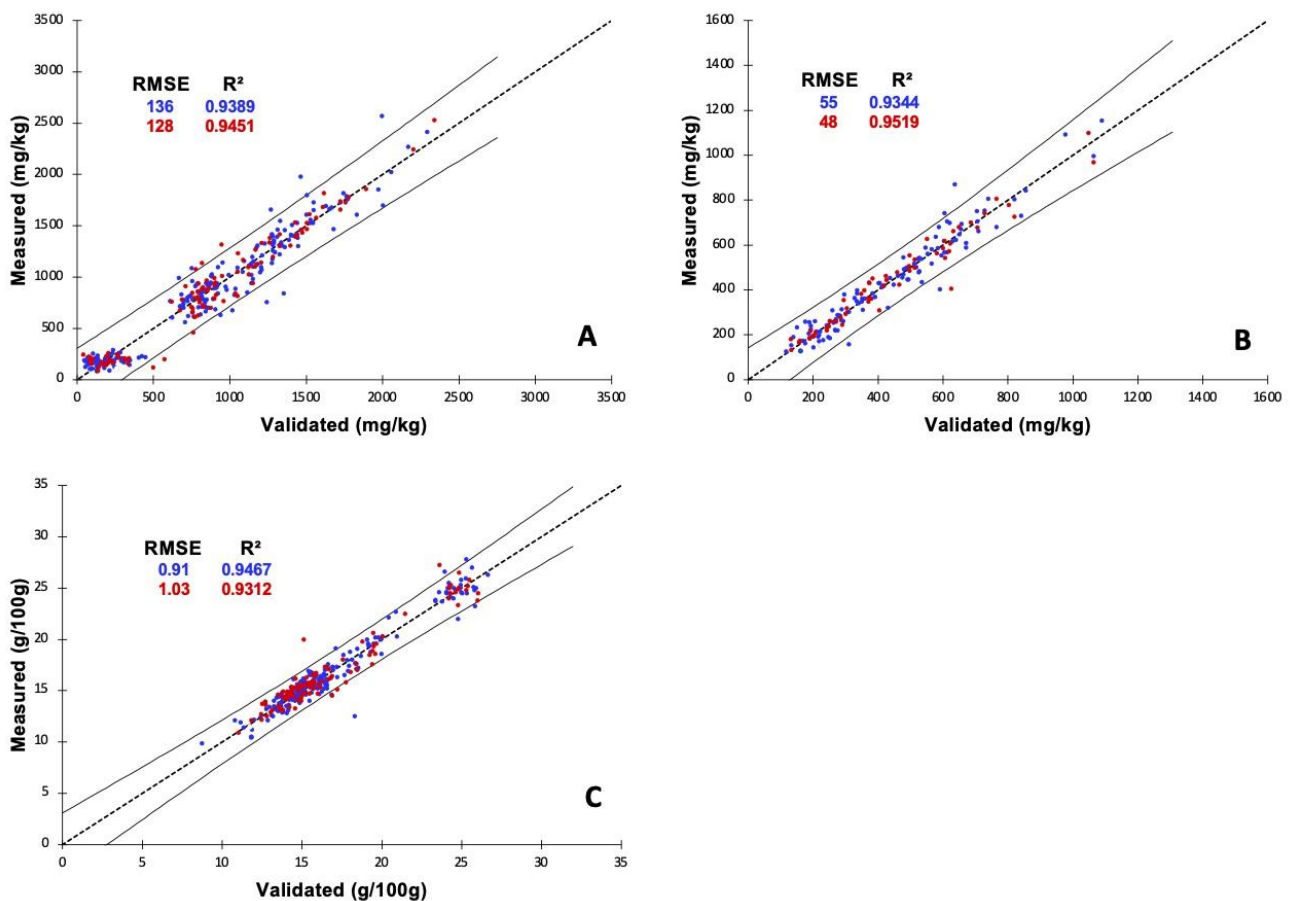 3500
3000
2500
2000
1500
1000
500
0
Measured (mg/kg)
RMSE R²
136 0.9389
128 0.9451
A
0 500 1000 1500 2000 2500 3000 3500
Validated (mg/kg)
1600
1400
1200
1000
800
600
400
200
0
Measured (mg/kg)
RMSE R²
55 0.9344
48 0.9519
B
0 200 400 600 800 1000 1200 1400 1600
Validated (mg/kg)
35
30
25
20
15
10
5
0
Measured (g/100g)
RMSE R²
0.91 0.9467
1.03 0.9312
C
0 5 10 15 20 25 30 35
Validated (g/100g)